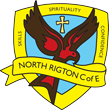 SPIRITUALITY
SKILLS
CONFIDENCE
NORTH RIGTON C of E